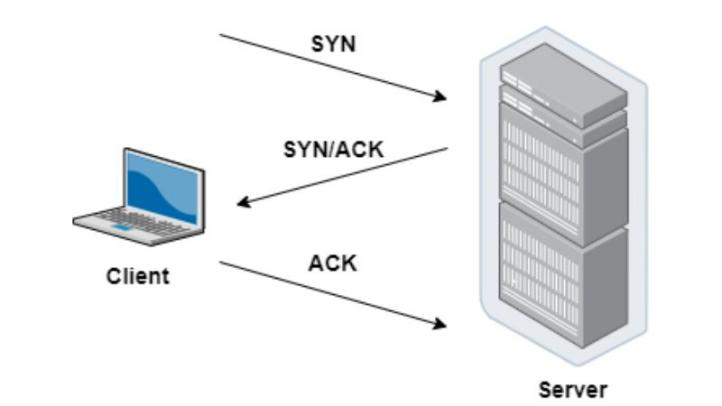 SYN
SYN/ACK
Client
ACK
Server